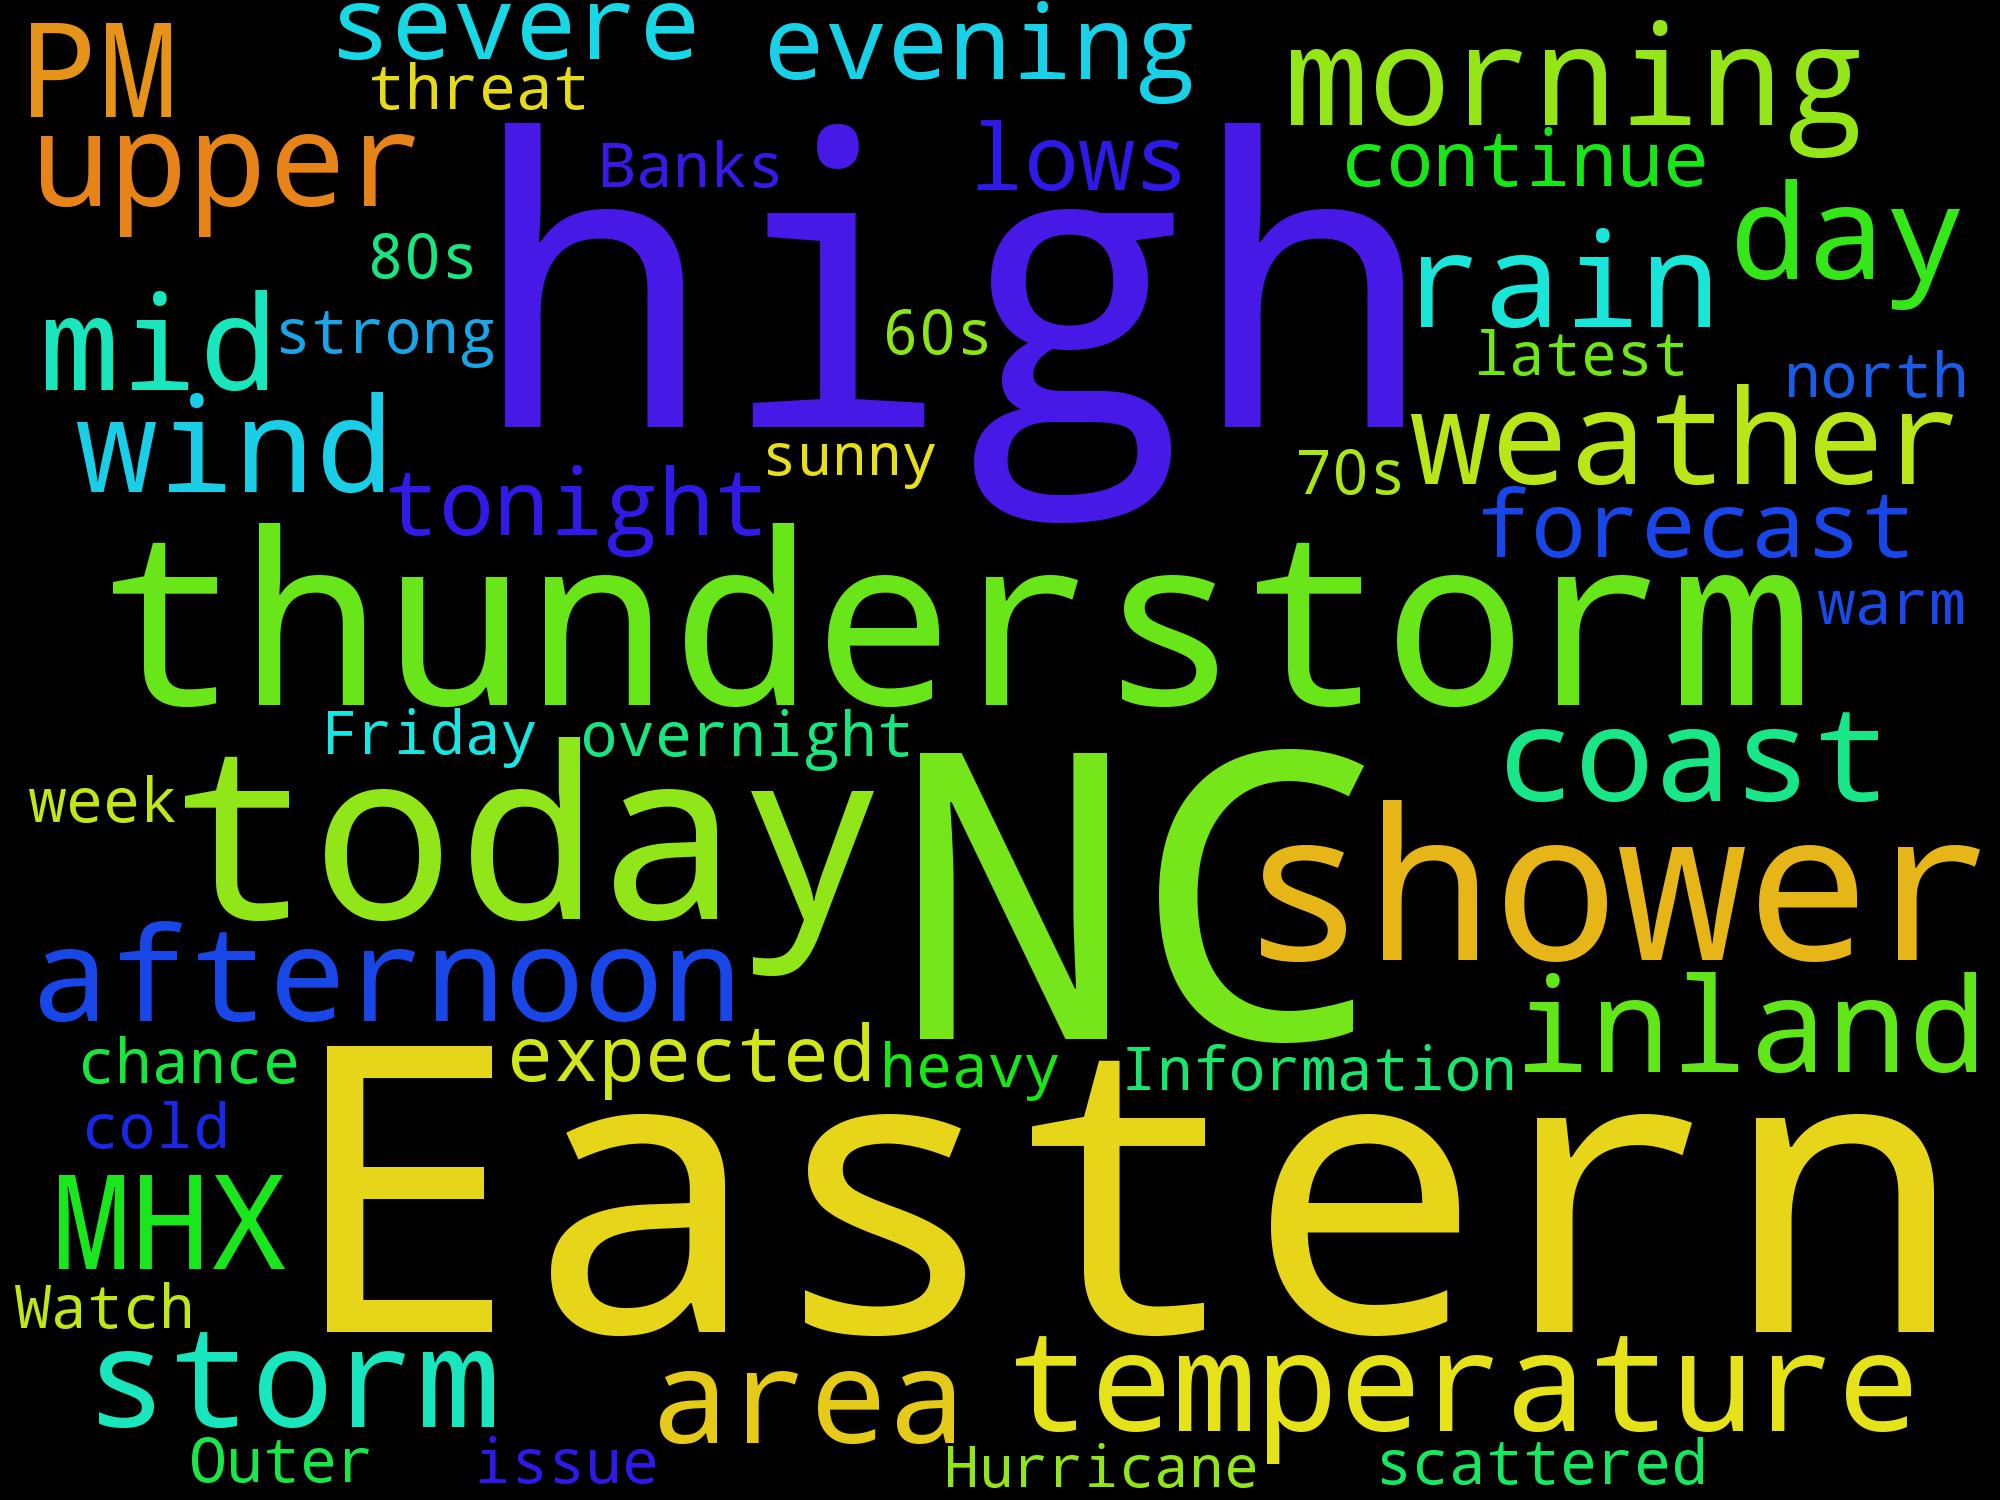 PM
severe
evening
morning
threat
upper
Banks
lows
continue
high
day
80s
rain
mid
strong
60s
latest
north
wind
weather
sunny
70s
tonight
forecast
thunderstorm
warm
Friday
overnight
coast
week
today
NC
shower
afternoon
inland
chance
expected
heavy
Information
cold
Eastern
MHX
Watch
storm
area
temperature
Outer
issue
Hurricane
scattered